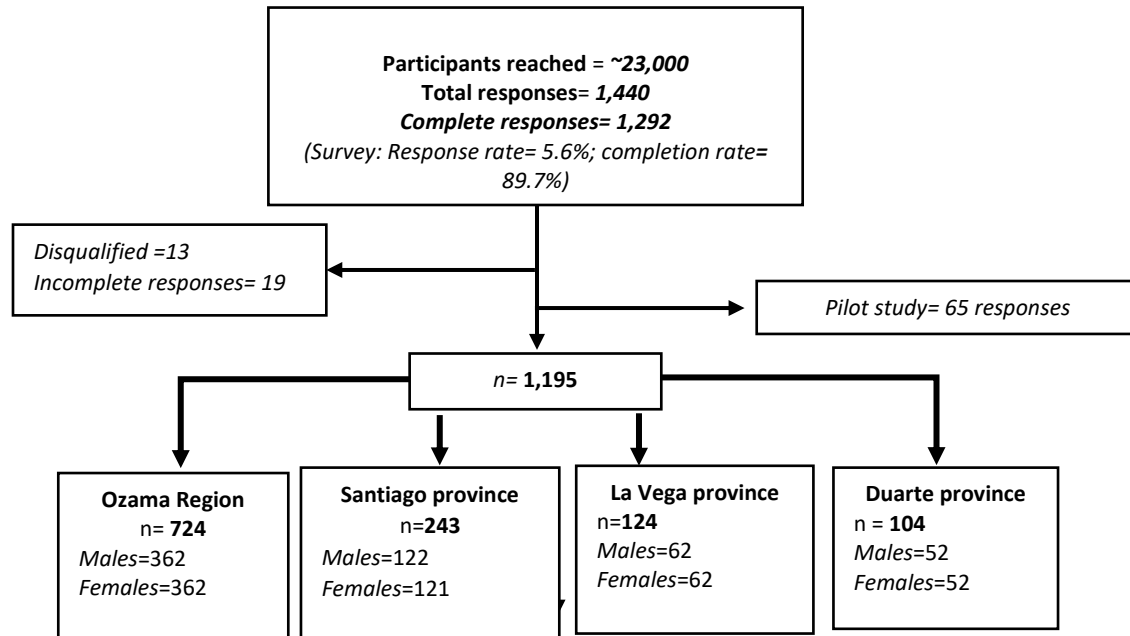 Participants reached = ~23,000
Total responses= 1,440
Complete responses= 1,292
(Survey: Response rate= 5.6%; completion rate=
89.7%)
Disqualified =13
Incomplete responses= 19
Pilot study= 65 responses
n= 1,195
Ozama Region
n= 724
Males=362
Females=362
Santiago province
n=243
Males=122
Females=121
La Vega province
n=124
Males=62
Females=62
Duarte province
n = 104
Males=52
Females=52